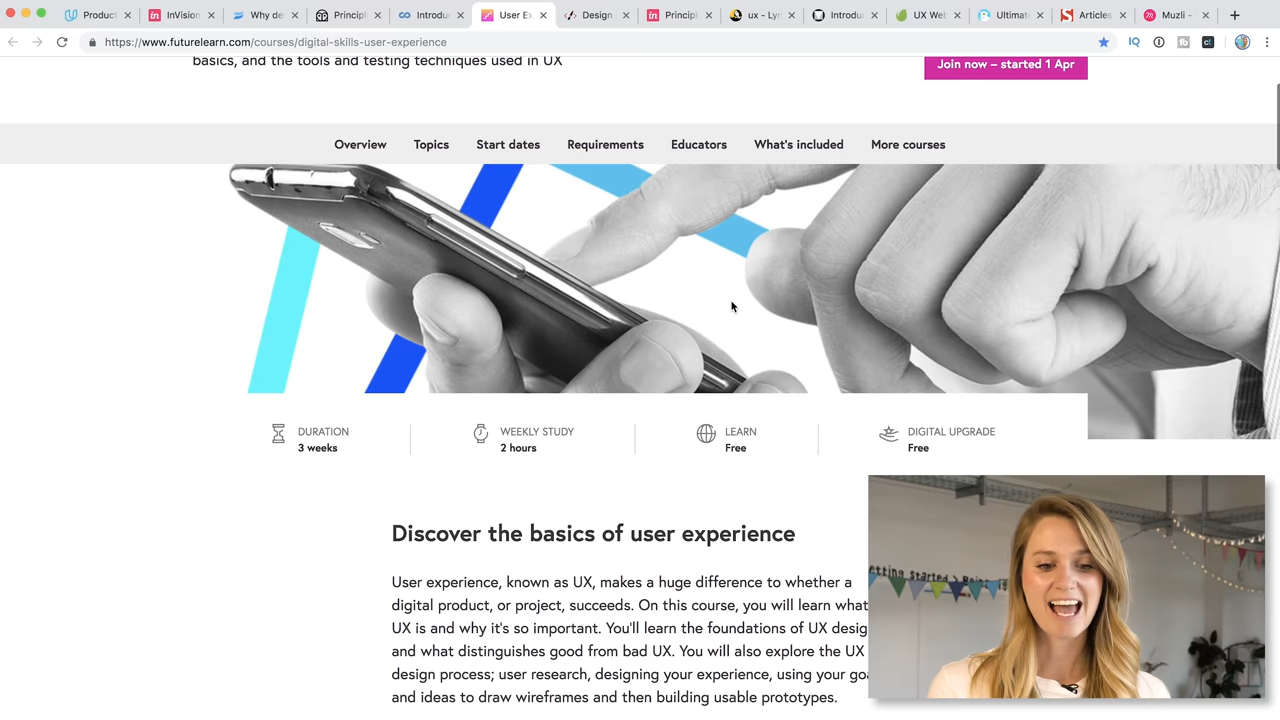 Product
InVision
Why de
Principl
Introdu
User Ex
Design
Principl
ux – Lyn
Introdu
UX Web
Ultimat
Articles
Muzli -
https://www.futurelearn.com/courses/digital-skills-user-experience
basics, and the tools and testing techniques used in UX
Join now – started 1 Apr
Overview
Topics
Start dates
Requirements
Educators
What's included
More courses
DURATION
3 weeks
WEEKLY STUDY
2 hours
LEARN
Free
DIGITAL UPGRADE
Free
Discover the basics of user experience
User experience, known as UX, makes a huge difference to whether a
digital product, or project, succeeds. On this course, you will learn what
UX is and why it's so important. You'll learn the foundations of UX desig
and what distinguishes good from bad UX. You will also explore the UX
design process; user research, designing your experience, using your goa
and ideas to draw wireframes and then building usable prototypes.
etting started